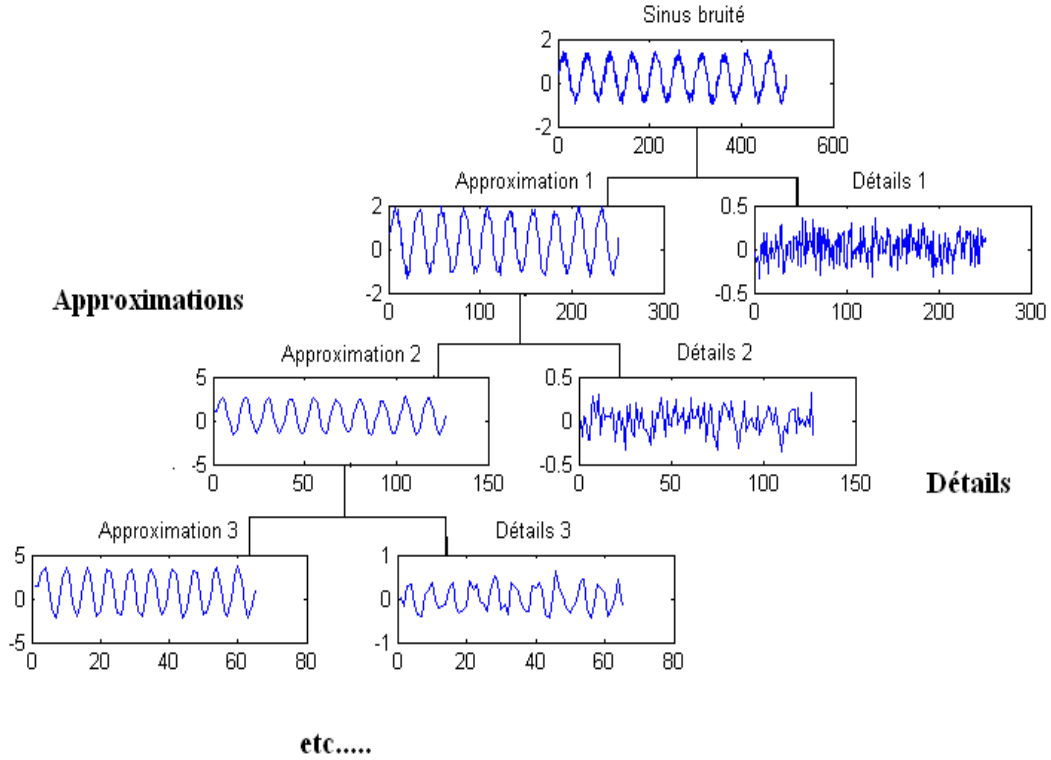 Sinus bruité
2
0
-2
0 200 400 600
Approximation 1
2
0
-2
0 100 200 300
Détails 1
0.5
0
-0.5
0 100 200 300
Approximations
Approximation 2
5
0
-5
0 50 100 150
Détails 2
0.5
0
-0.5
0 50 100 150
Détails
Approximation 3
5
0
-5
0 20 40 60 80
Détails 3
1
0
-1
0 20 40 60 80
etc.....